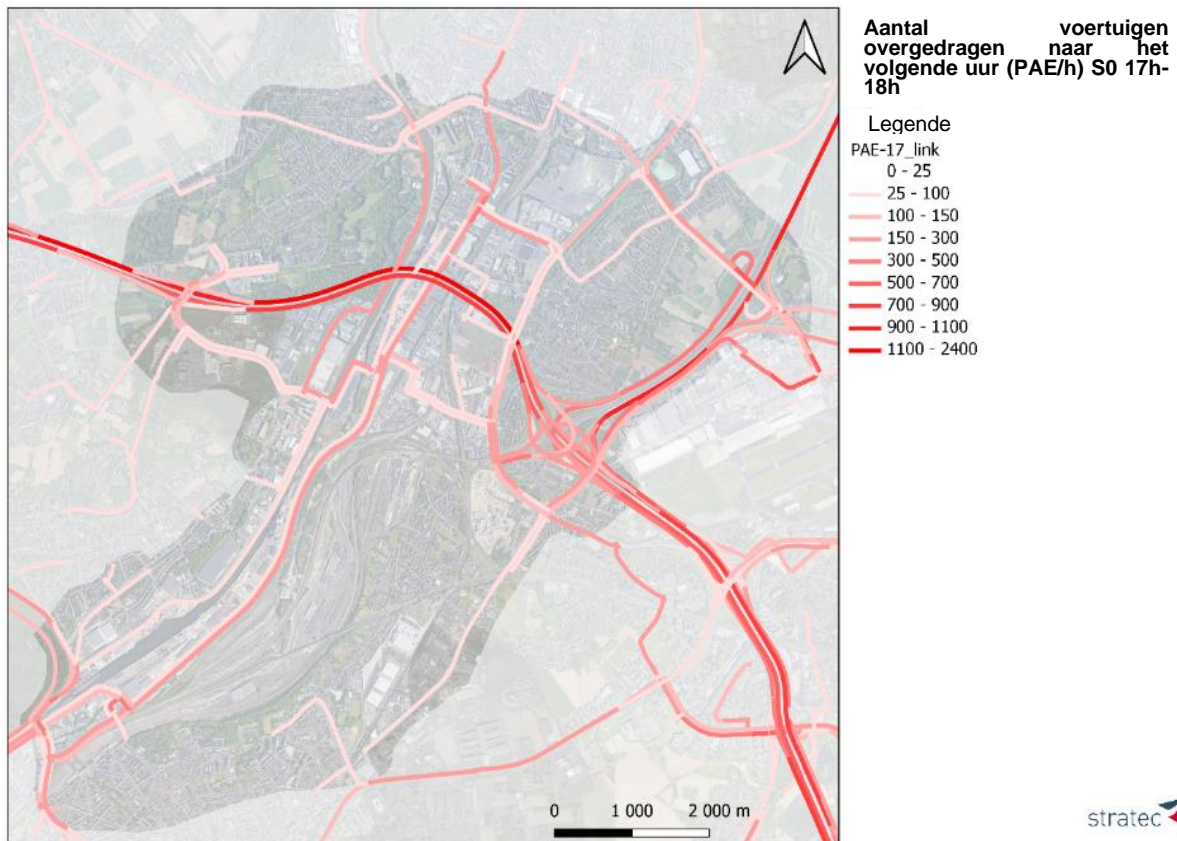 Aantal voertuigen
overgedragen naar het
volgende uur (PAE/h) S0 17h-
18h
Legende
PAE-17_link
0 - 25
25 - 100
100 - 150
150 - 300
300 - 500
500 - 700
700 - 900
900 - 1100
1100 - 2400
0 1 000 2 000 m
stratec